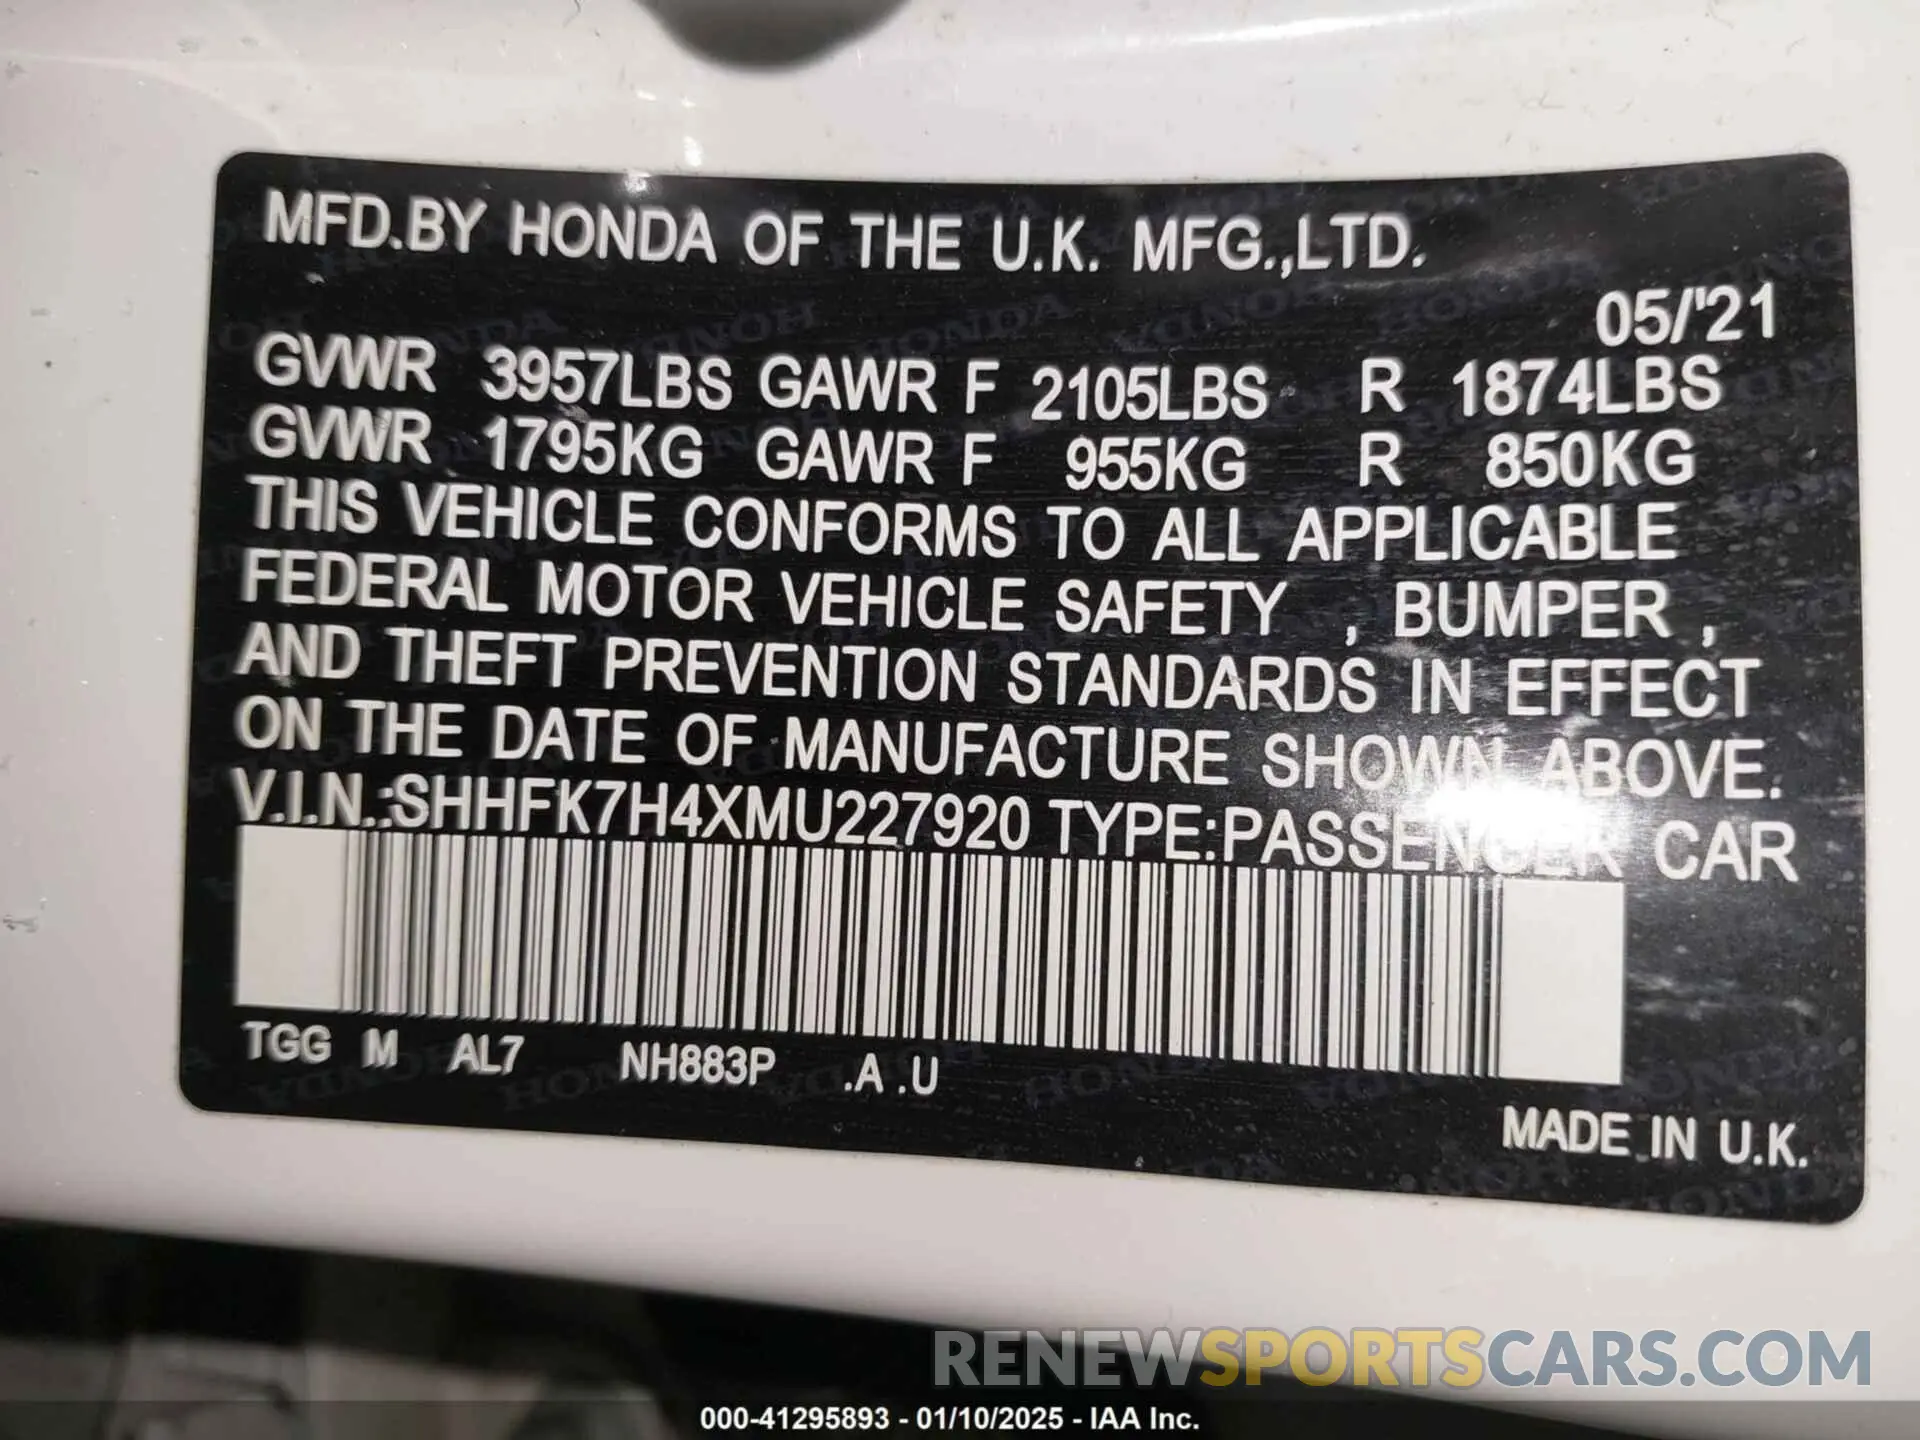 MFD.BY HONDA OF THE U.K. MFG.,LTD.
05/'21
GVWR 3957LBS GAWR F 2105LBS R 1874LBS
GVWR 1795KG GAWR F 955KG R 850KG
THIS VEHICLE CONFORMS TO ALL APPLICABLE
FEDERAL MOTOR VEHICLE SAFETY , BUMPER ,
AND THEFT PREVENTION STANDARDS IN EFFECT
ON THE DATE OF MANUFACTURE SHOWN ABOVE.
V.I.N.:SHHFK7H4XMU227920 TYPE:PASSENGER CAR
TGG M AL7 NH883P .A .U
MADE IN U.K.
RENEWSPORTSCARS.COM
000-41295893 - 01/10/2025 - IAA Inc.